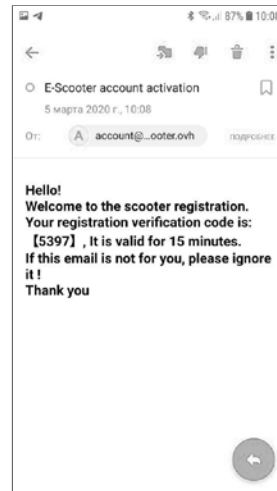 87% 10:08
E-Scooter account activation
5 марта 2020 г., 10:08
От: A account@...ooter.ovh ПОДРОБНЕЕ
Hello!
Welcome to the scooter registration.
Your registration verification code is:
【5397】, It is valid for 15 minutes.
If this email is not for you, please ignore
it !
Thank you